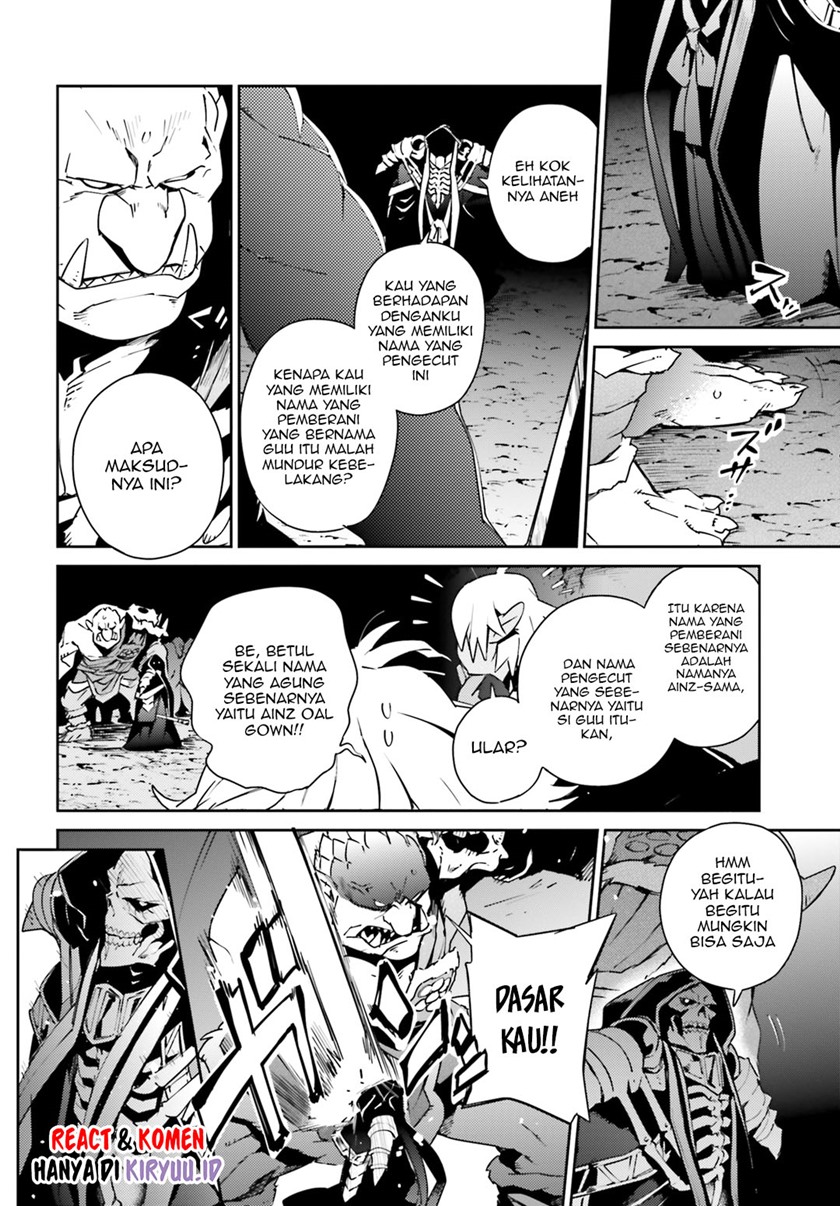 ズ
ズ...
EH KOK
KELIHATAN-
NYA ANEH
KAU YANG
BERHADAPAN
DENGANKU
YANG MEMILIKI
NAMA YANG
PENGECUT
INI
KENAPA KAU
YANG MEMILIKI
NAMA YANG
PEMBERANI
YANG BERNAMA
GUU ITU MALAH
MUNDUR KEBE-
LAKANG?
APA
MAKSUD-
NYA INI?
ITU KARENA
NAMA YANG
PEMBERANI
SEBENARNYA
ADALAH
NAMANYA
AINZ-SAMA,
DAN NAMA
PENGECUT
YANG SEBE-
NARNYA YAITU
SI GUU ITU-
KAN,
ULAR?
BE, BETUL
SEKALI NAMA
YANG AGUNG
SEBENARNYA
YAITU AINZ OAL
GOWN!!
HMM
BEGITU-
YAH KALAU
BEGITU
MUNGKIN
BISA SAJA
DASAR
KAU!!
ガガ
REACT & KOMEN
HANYA DI KIRYUU.ID